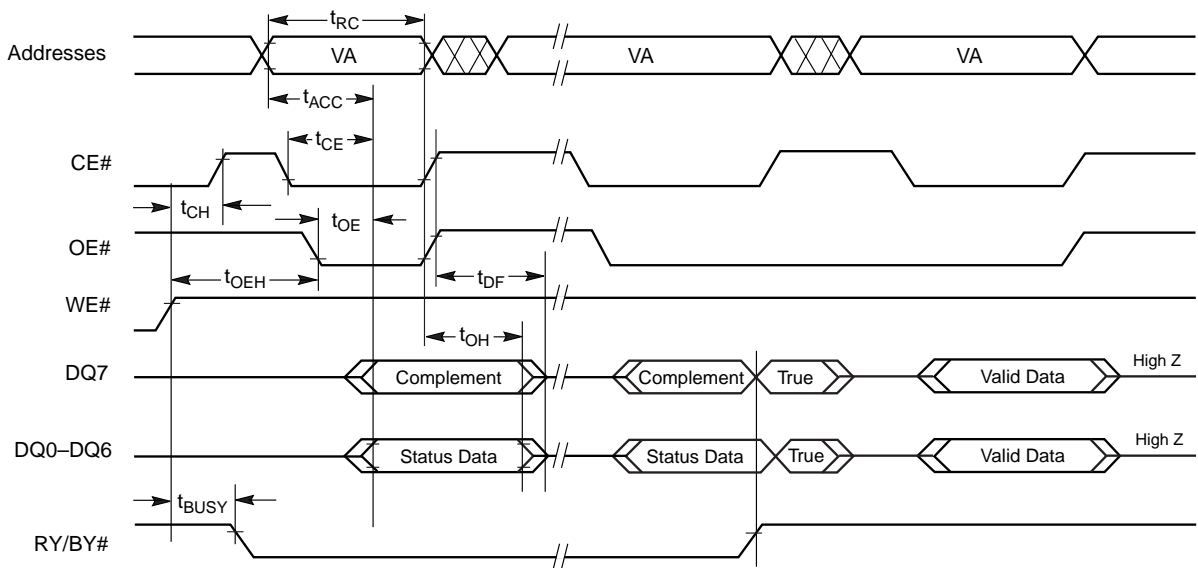 tRC
Addresses VA VA VA
tACC
tCE
CE#
tCH tOE
OE#
tOEH tDF
WE#
tOH
DQ7 Complement Complement True Valid Data High Z
DQ0–DQ6 Status Data Status Data True Valid Data High Z
tBUSY
RY/BY#